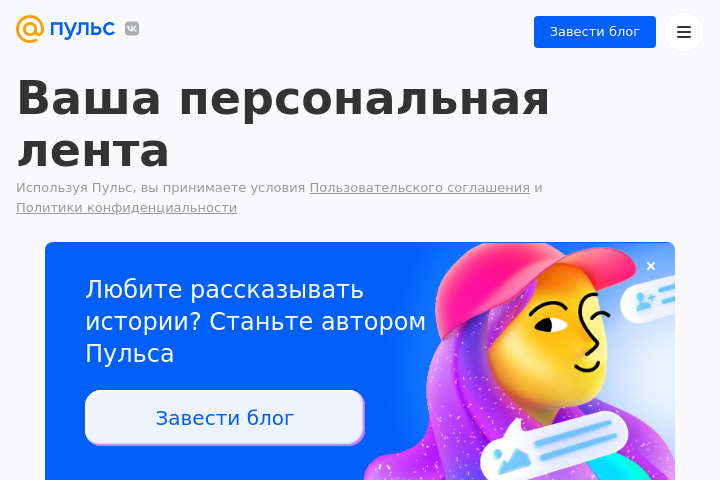 пульс
Завести блог
Ваша персональная
лента
Используя Пульс, вы принимаете условия Пользовательского соглашения и
Политики конфиденциальности
Любите рассказывать
истории? Станьте автором
Пульса
Завести блог